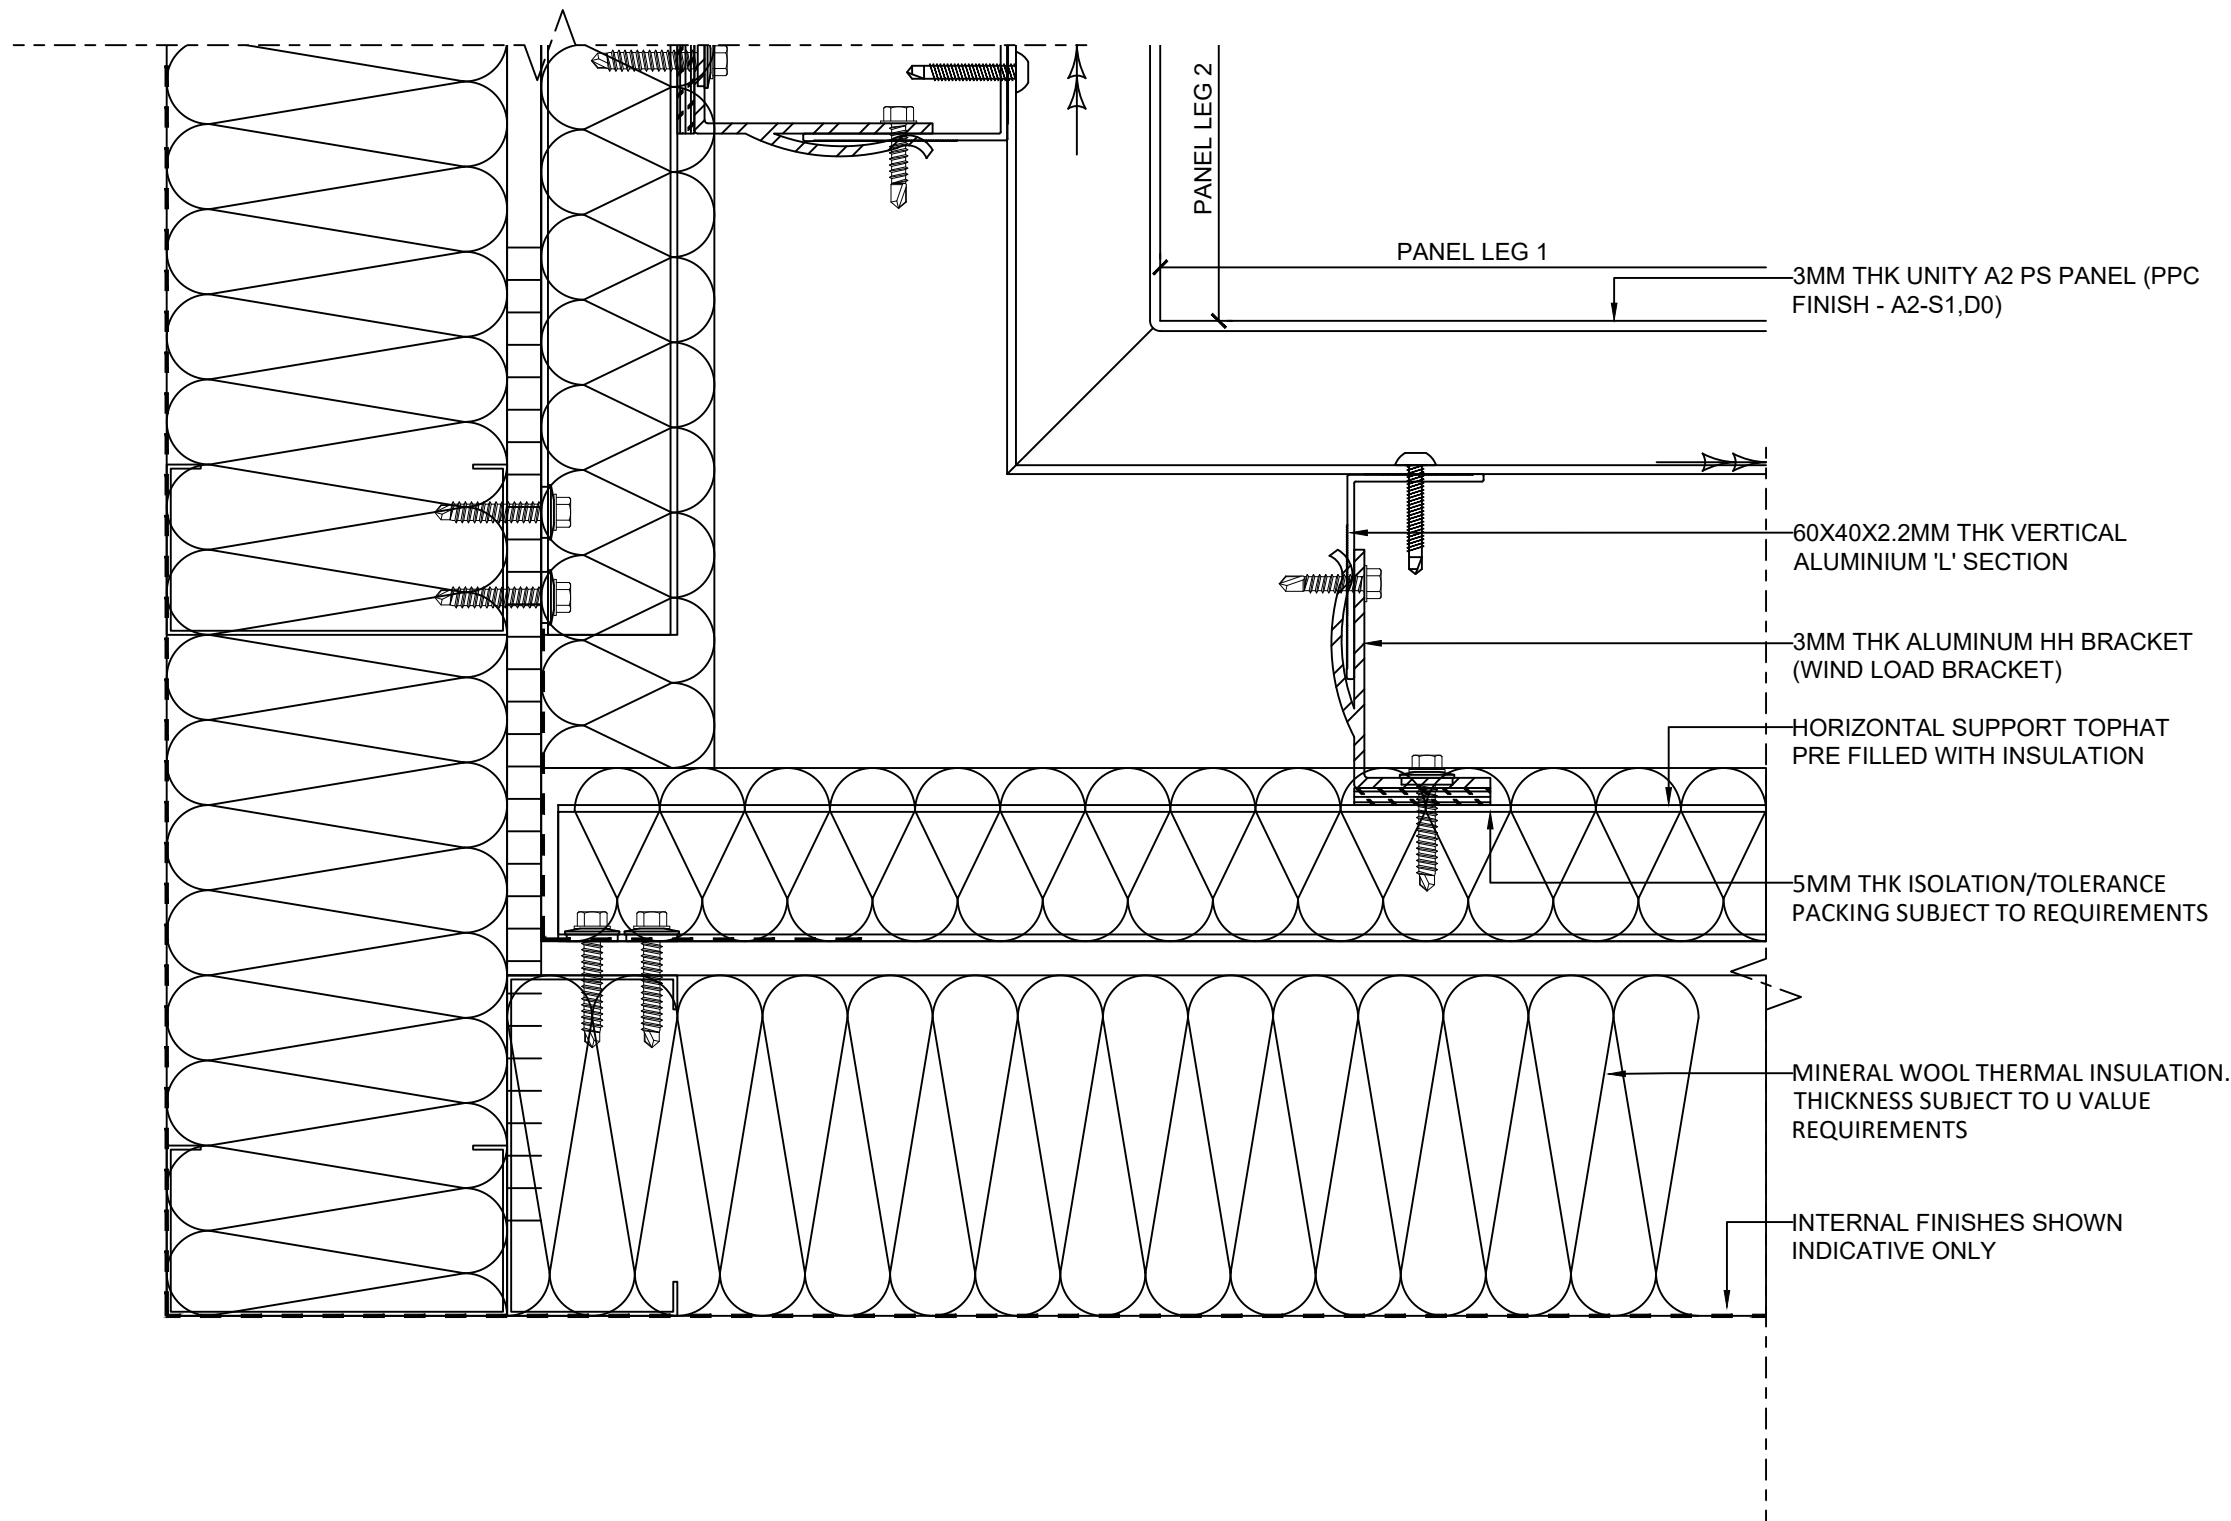 PANEL LEG 2
PANEL LEG 1
3MM THK UNITY A2 PS PANEL (PPC
FINISH - A2-S1,D0)
60X40X2.2MM THK VERTICAL
ALUMINIUM 'L' SECTION
3MM THK ALUMINUM HH BRACKET
(WIND LOAD BRACKET)
HORIZONTAL SUPPORT TOPHAT
PRE FILLED WITH INSULATION
5MM THK ISOLATION/TOLERANCE
PACKING SUBJECT TO REQUIREMENTS
MINERAL WOOL THERMAL INSULATION.
THICKNESS SUBJECT TO U VALUE
REQUIREMENTS
INTERNAL FINISHES SHOWN
INDICATIVE ONLY